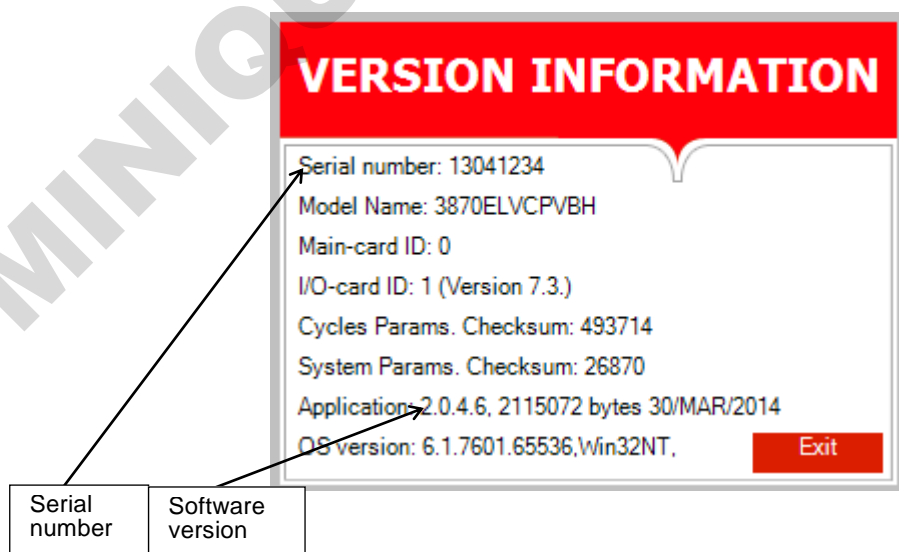 VERSION INFORMATION
Serial number: 13041234
Model Name: 3870ELVCPVBH
Main-card ID: 0
I/O-card ID: 1 (Version 7.3.)
Cycles Params. Checksum: 493714
System Params. Checksum: 26870
Application: 2.0.4.6, 2115072 bytes 30/MAR/2014
OS version: 6.1.7601.65536,Win32NT,
Exit
Serial
number
Software
version